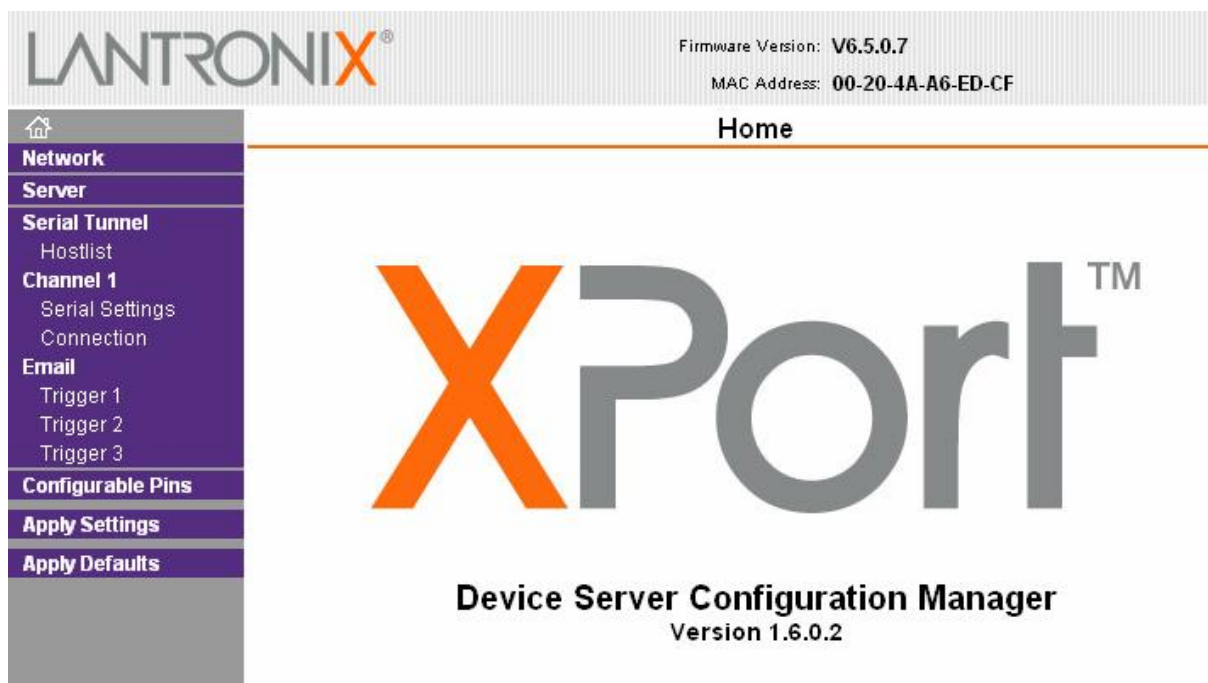 LANTRONIX®
Firmware Version: V6.5.0.7
MAC Address: 00-20-4A-A6-ED-CF
Home
Network
Server
Serial Tunnel
Hostlist
Channel 1
Serial Settings
Connection
Email
Trigger 1
Trigger 2
Trigger 3
Configurable Pins
Apply Settings
Apply Defaults
XPort™
Device Server Configuration Manager
Version 1.6.0.2